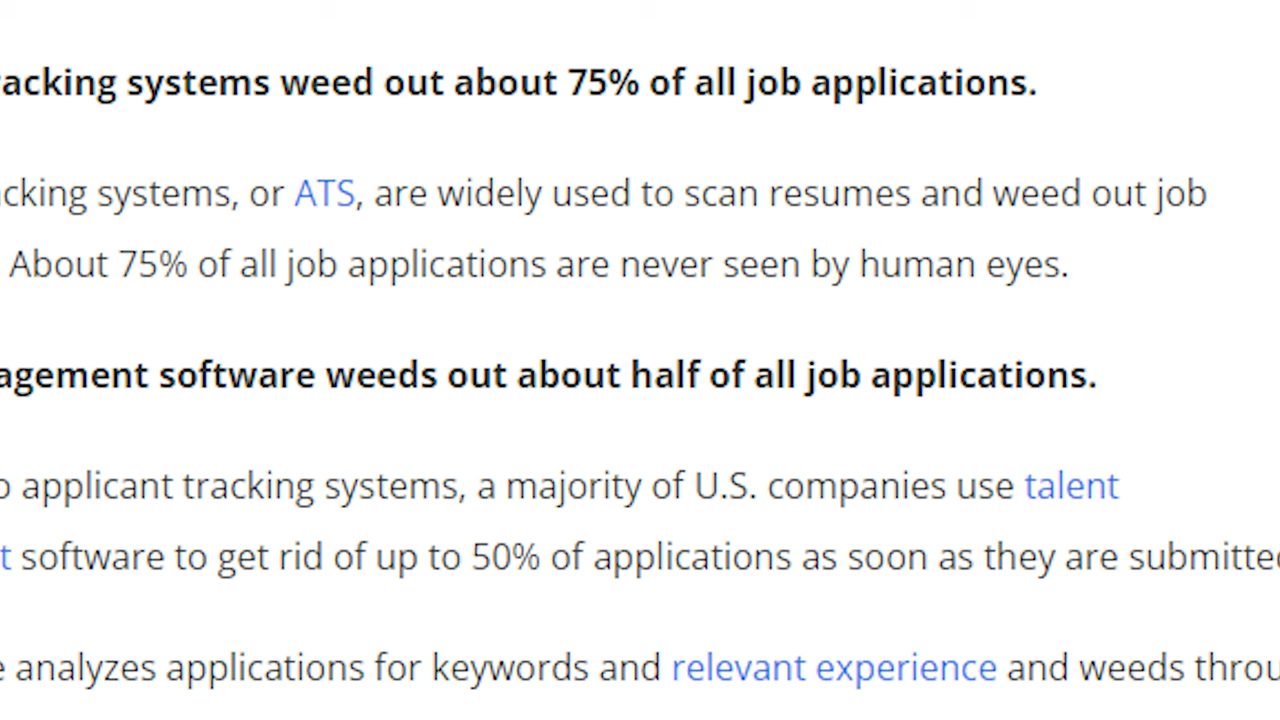 racking systems weed out about 75% of all job applications.
acking systems, or ATS, are widely used to scan resumes and weed out job
. About 75% of all job applications are never seen by human eyes.
agement software weeds out about half of all job applications.
o applicant tracking systems, a majority of U.S. companies use talent
t software to get rid of up to 50% of applications as soon as they are submitted
e analyzes applications for keywords and relevant experience and weeds throu